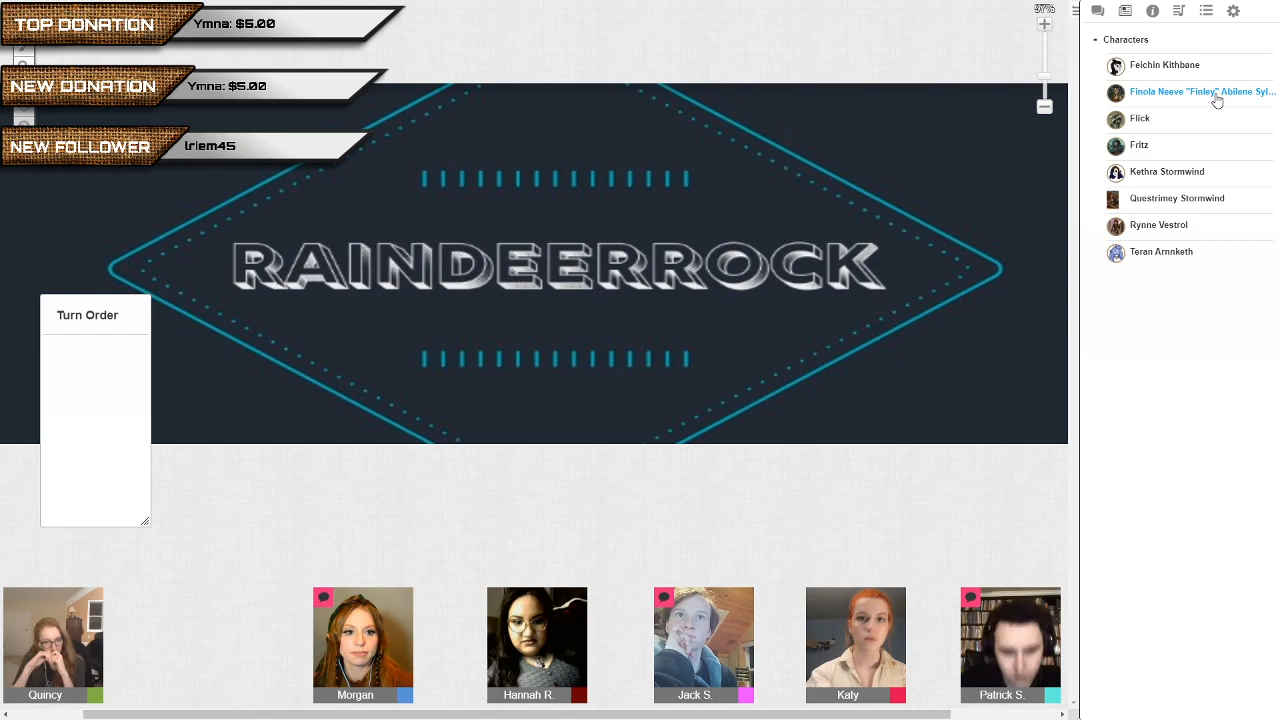 TOP DONATION
Ymna: $5.00
NEW DONATION
Ymna: $5.00
NEW FOLLOWER
lriem45
97%
RAINDEERROCK
Turn Order
Characters
Feichin Kithbane
Finola Neeve "Finley" Abilene Syl...
Flick
Fritz
Kethra Stormwind
Questrimey Stormwind
Rynne Vestrol
Teran Arnnketh
Quincy
Morgan
Hannah R.
Jack S.
Katy
Patrick S.